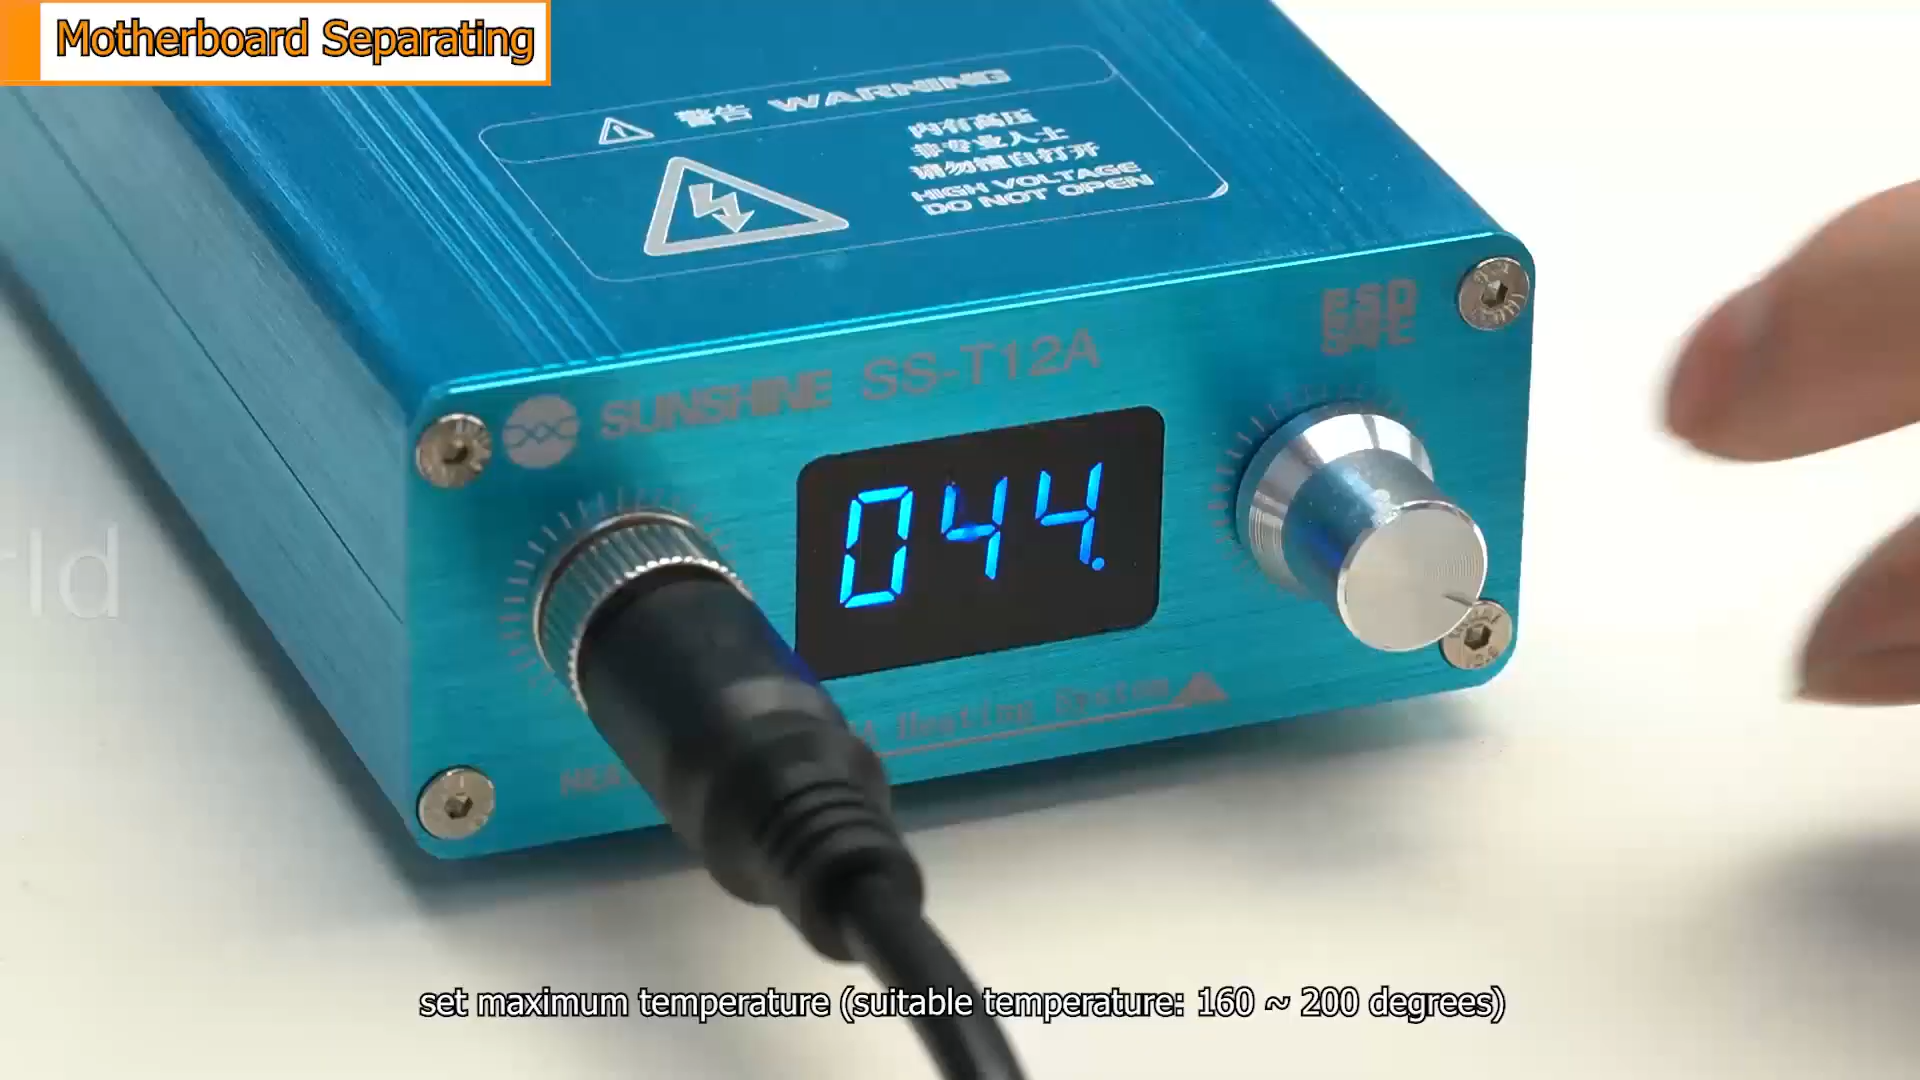 Motherboard Separating
警告 WARNING
内有高压
非专业人士
请勿擅自打开
HIGH VOLTAGE
DO NOT OPEN
ESD
SAFE
SUNSHINE SS-T12A
044.
Heating System
rld
set maximum temperature (suitable temperature: 160 ~ 200 degrees)